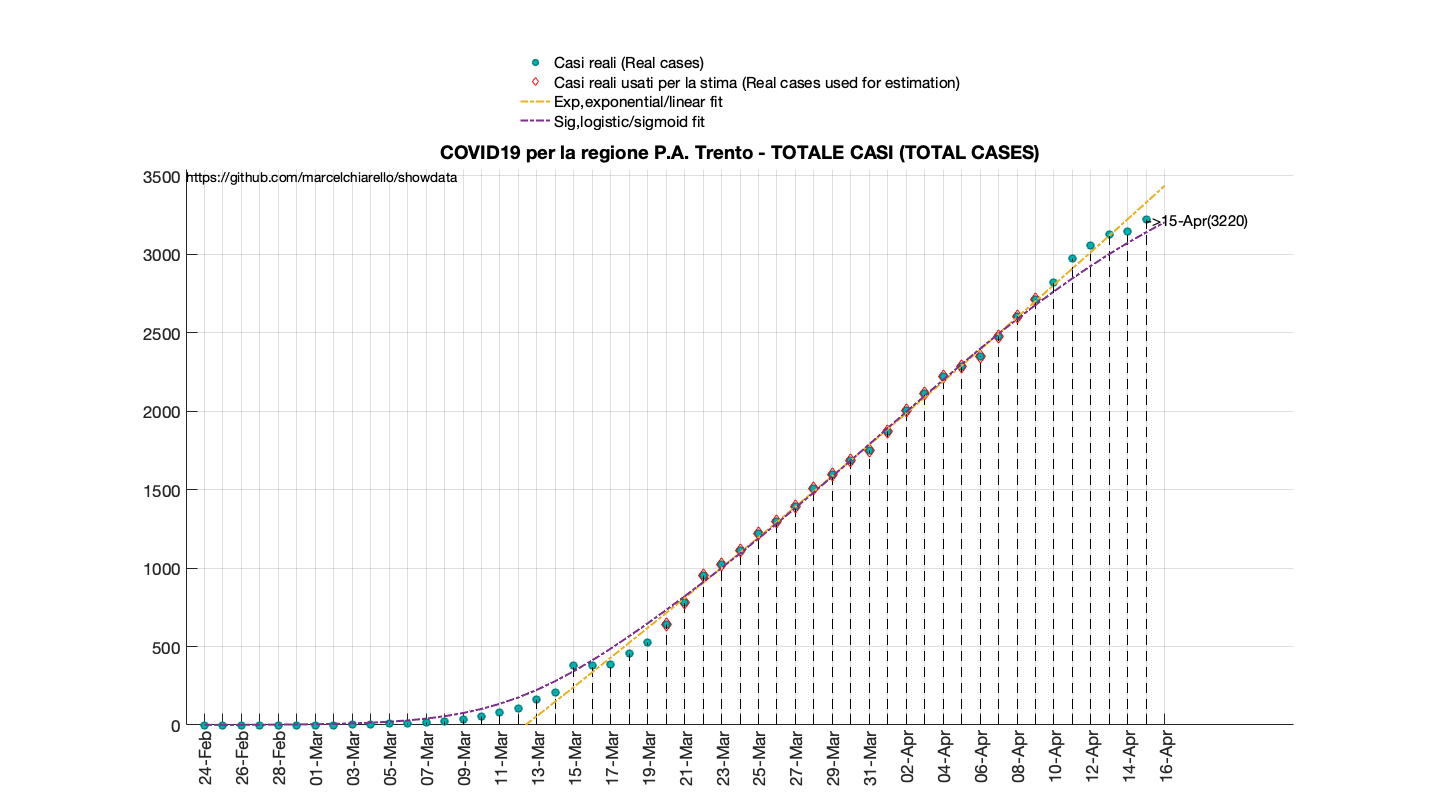 Casi reali (Real cases)
Casi reali usati per la stima (Real cases used for estimation)
Exp,exponential/linear fit
Sig,logistic/sigmoid fit
COVID19 per la regione P.A. Trento - TOTALE CASI (TOTAL CASES)
https://github.com/marcelchiarello/showdata
3500
3000
2500
2000
1500
1000
500
0
->15-Apr(3220)
24-Feb
26-Feb
28-Feb
01-Mar
03-Mar
05-Mar
07-Mar
09-Mar
11-Mar
13-Mar
15-Mar
17-Mar
19-Mar
21-Mar
23-Mar
25-Mar
27-Mar
29-Mar
31-Mar
02-Apr
04-Apr
06-Apr
08-Apr
10-Apr
12-Apr
14-Apr
16-Apr